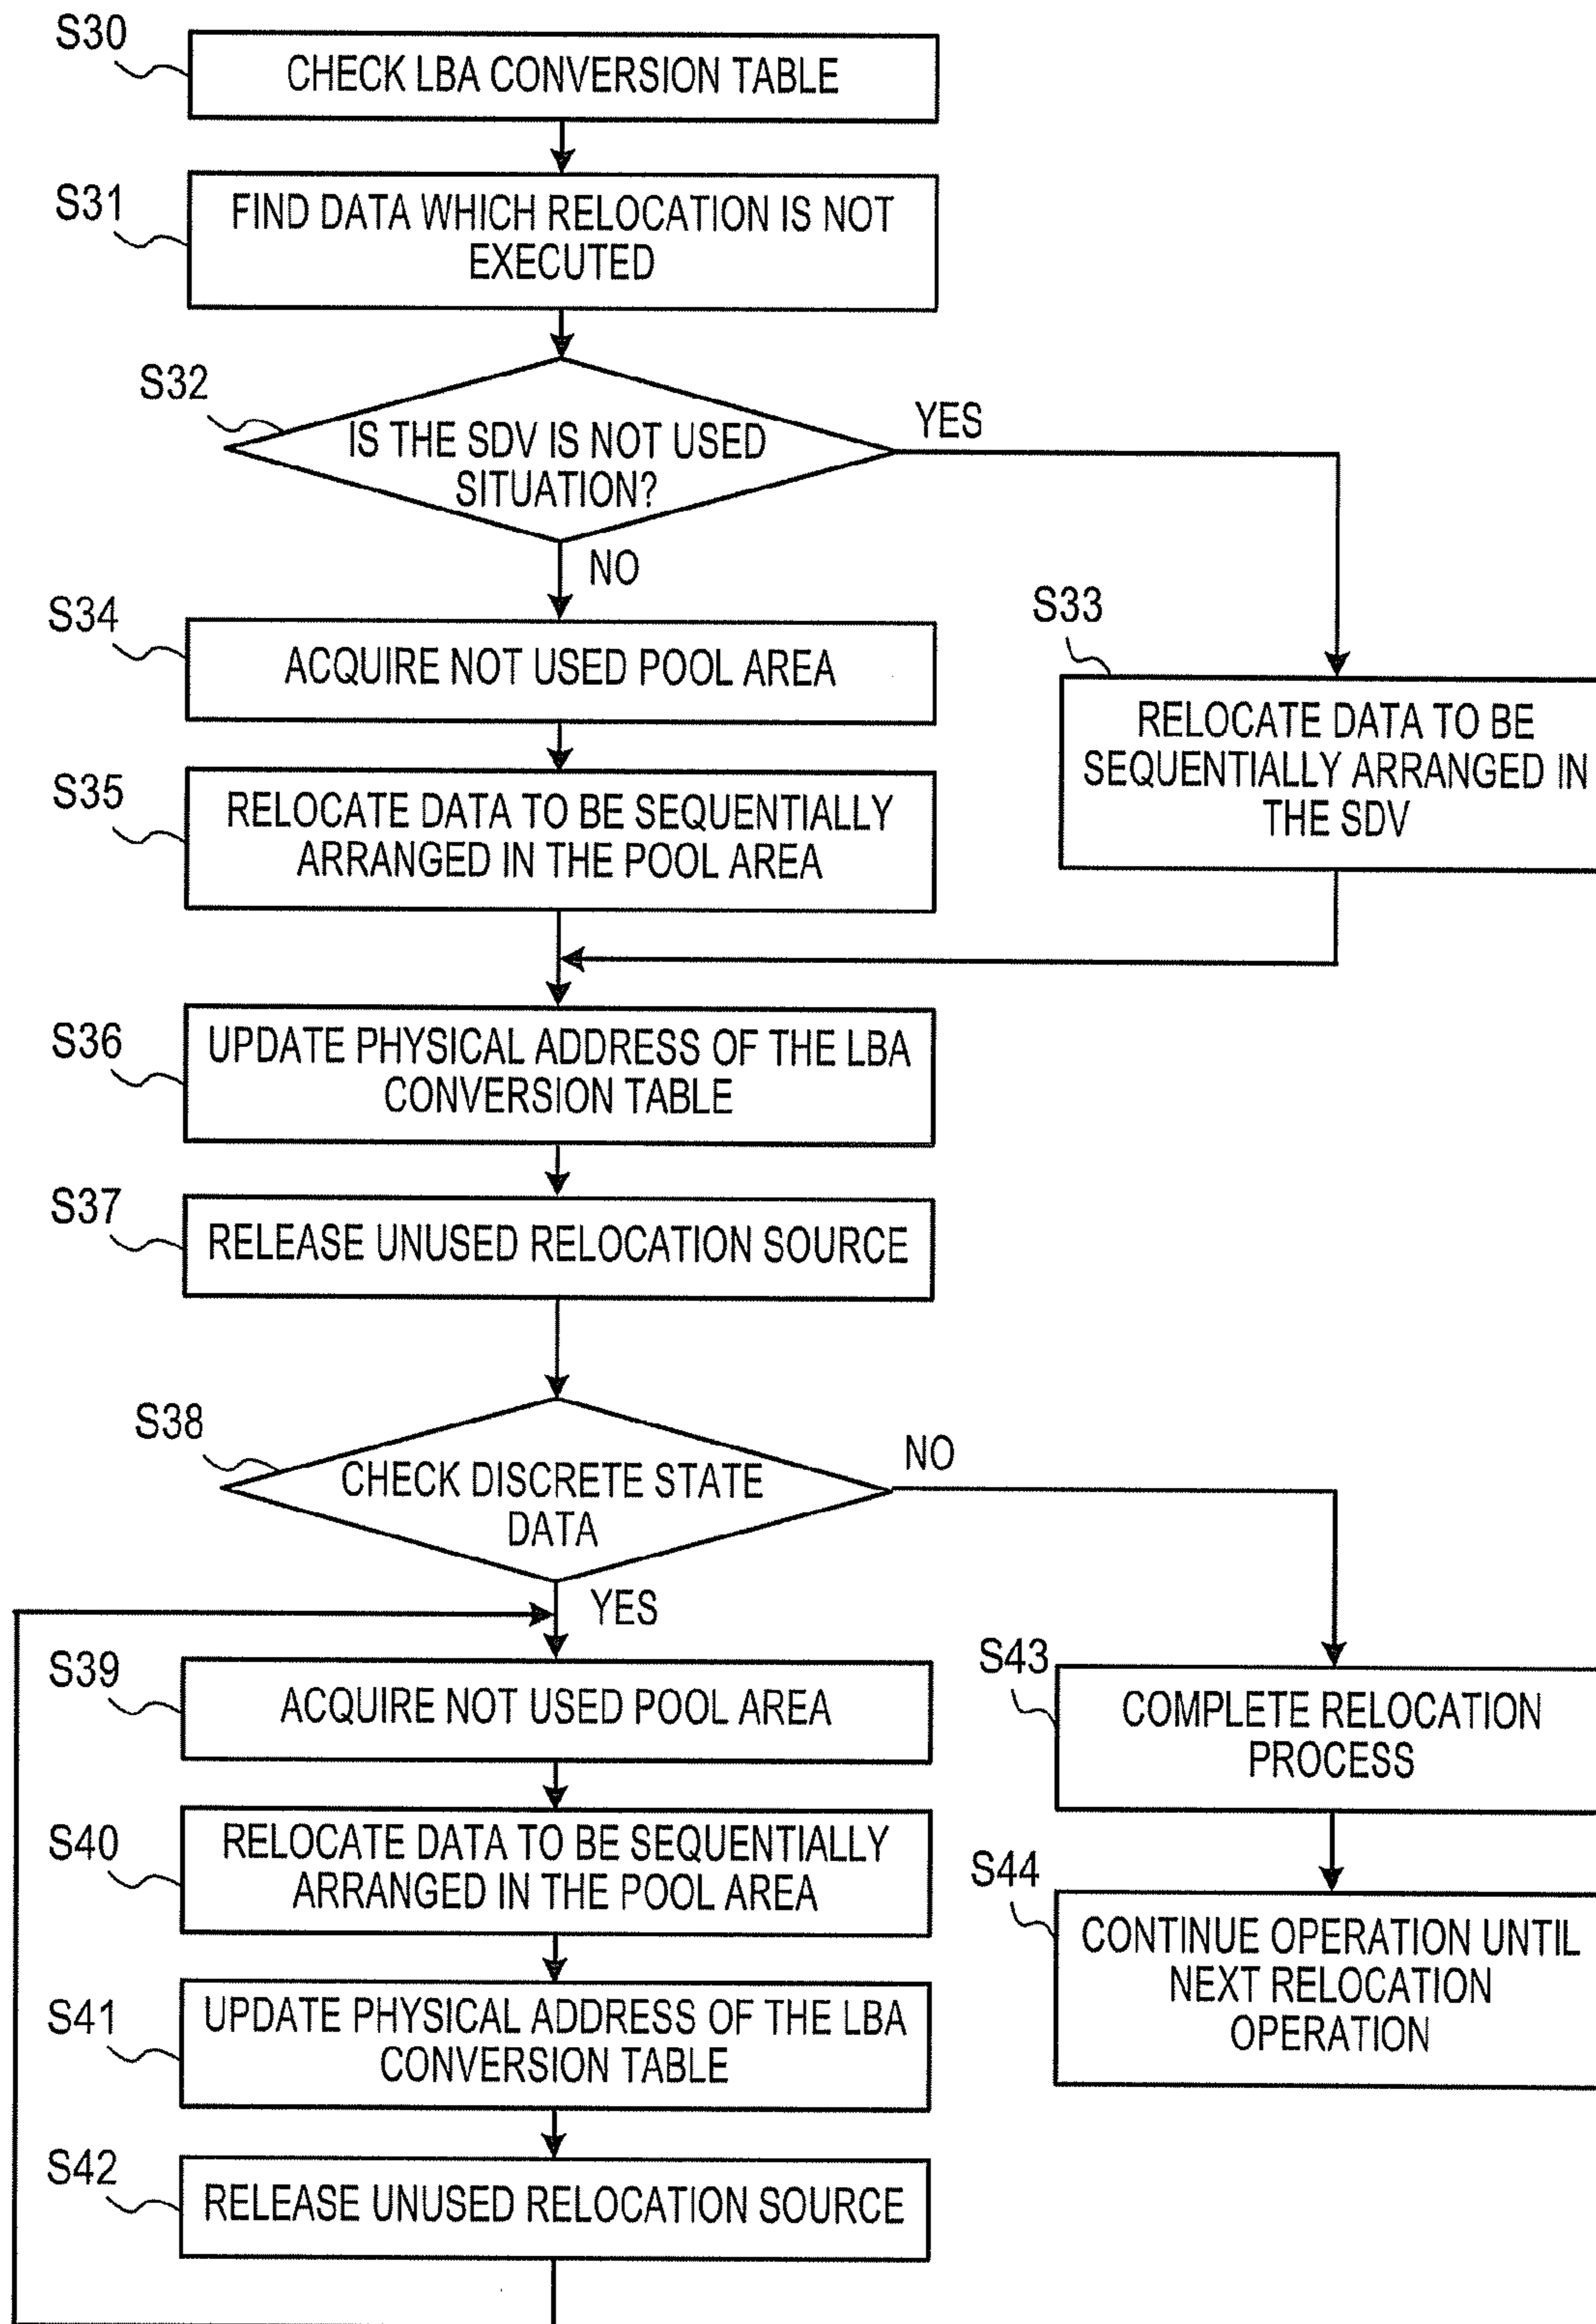 S30
CHECK LBA CONVERSION TABLE
S31
FIND DATA WHICH RELOCATION IS NOT
EXECUTED
S32
IS THE SDV IS NOT USED
SITUATION?
YES
NO
S34
ACQUIRE NOT USED POOL AREA
S33
RELOCATE DATA TO BE
SEQUENTIALLY ARRANGED IN
THE SDV
S35
RELOCATE DATA TO BE SEQUENTIALLY
ARRANGED IN THE POOL AREA
S36
UPDATE PHYSICAL ADDRESS OF THE LBA
CONVERSION TABLE
S37
RELEASE UNUSED RELOCATION SOURCE
S38
CHECK DISCRETE STATE
DATA
NO
YES
S39
ACQUIRE NOT USED POOL AREA
S43
COMPLETE RELOCATION
PROCESS
S40
RELOCATE DATA TO BE SEQUENTIALLY
ARRANGED IN THE POOL AREA
S44
CONTINUE OPERATION UNTIL
NEXT RELOCATION
OPERATION
S41
UPDATE PHYSICAL ADDRESS OF THE LBA
CONVERSION TABLE
S42
RELEASE UNUSED RELOCATION SOURCE